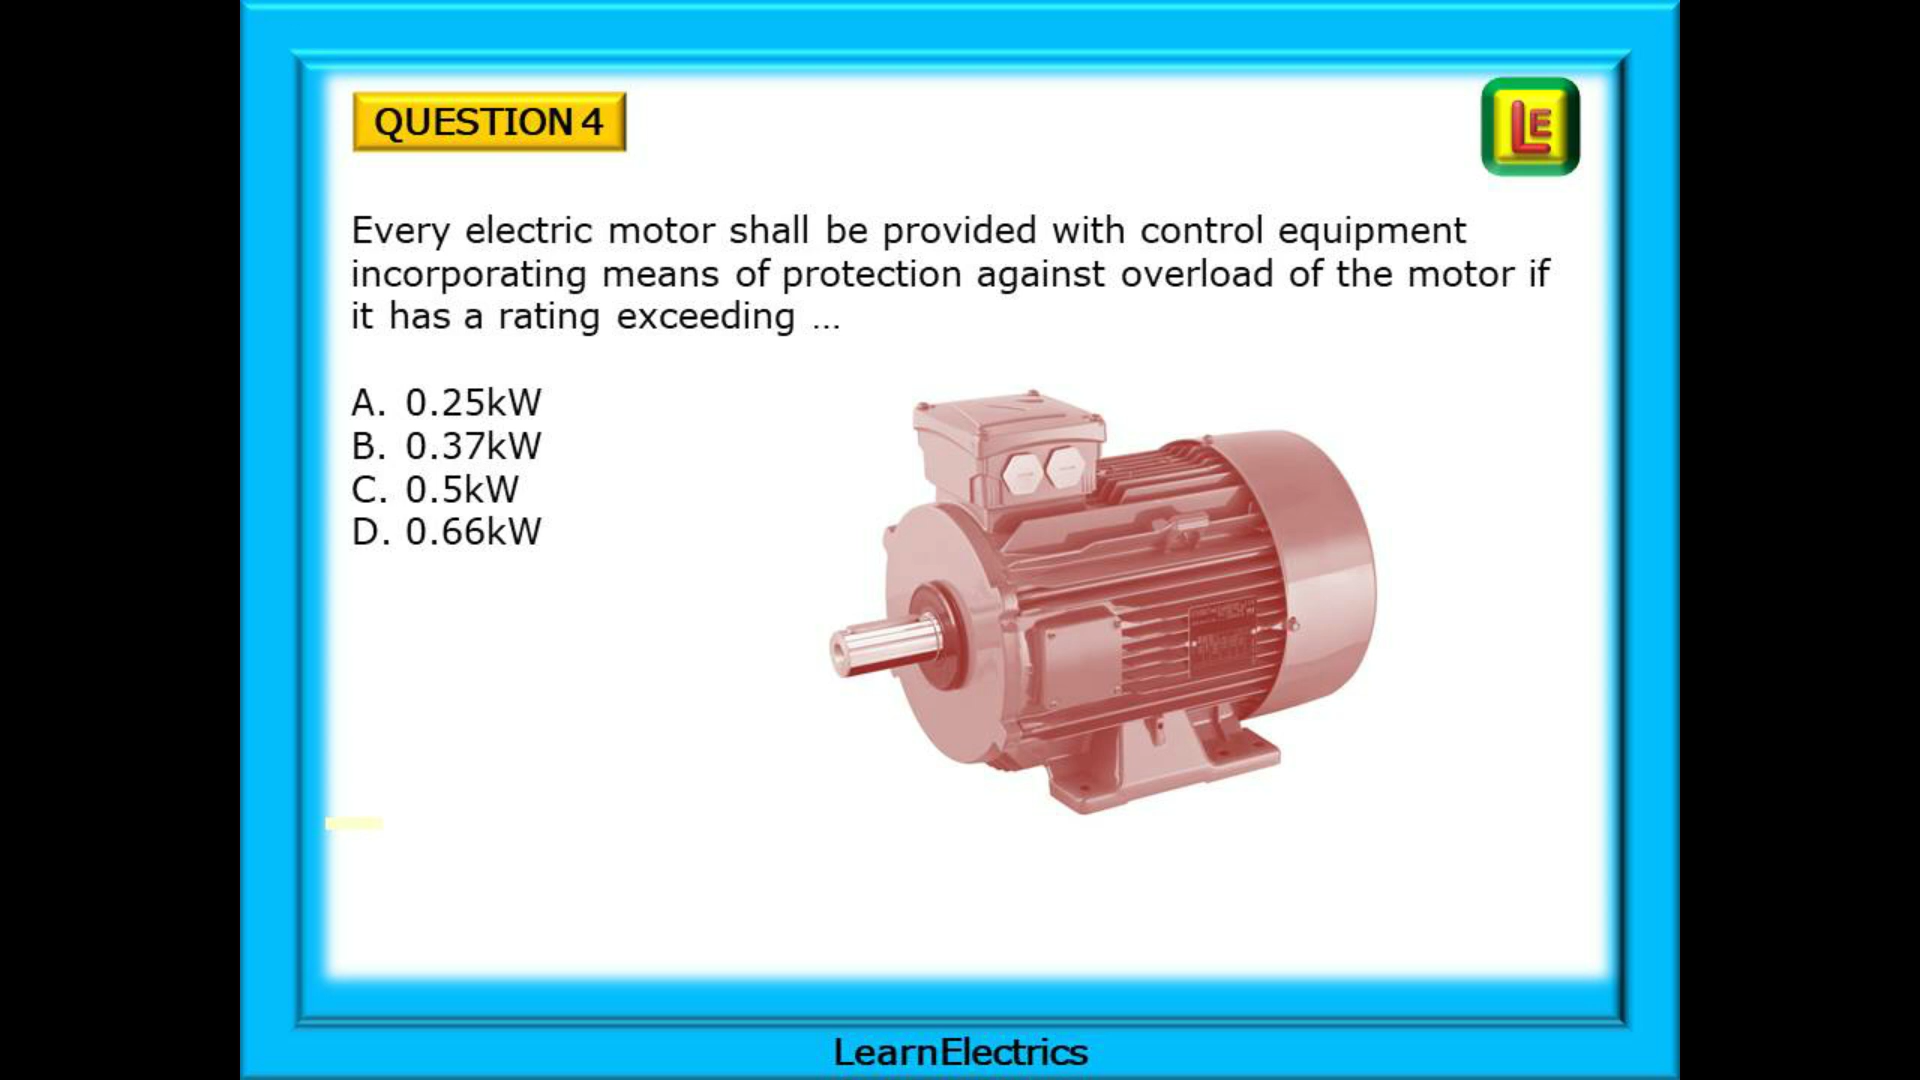 QUESTION 4
LE
Every electric motor shall be provided with control equipment
incorporating means of protection against overload of the motor if
it has a rating exceeding ...
A. 0.25kW
B. 0.37kW
C. 0.5kW
D. 0.66kW
LearnElectrics